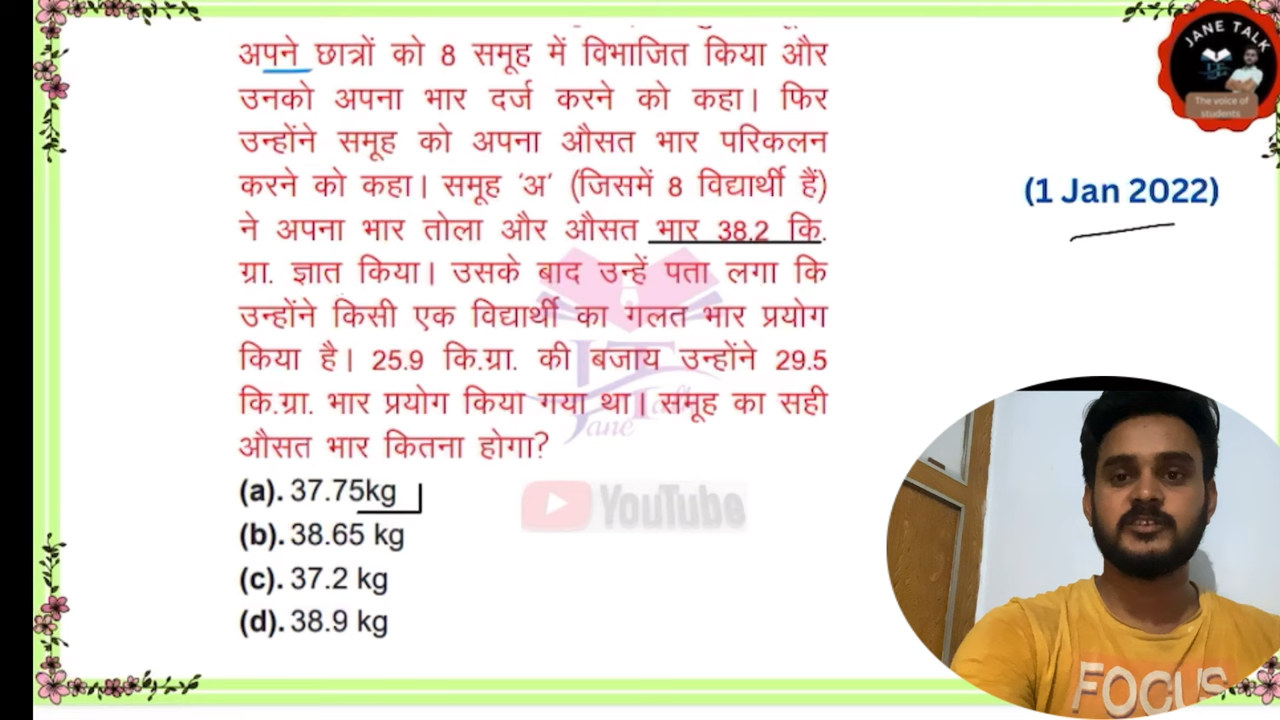 अपने छात्रों को 8 समूह में विभाजित किया और
उनको अपना भार दर्ज करने को कहा। फिर
उन्होंने समूह को अपना औसत भार परिकलन
करने को कहा। समूह 'अ' (जिसमें 8 विद्यार्थी हैं)
ने अपना भार तोला और औसत भार 38.2 कि.
ग्रा. ज्ञात किया। उसके बाद उन्हें पता लगा कि
उन्होंने किसी एक विद्यार्थी का गलत भार प्रयोग
किया है। 25.9 कि.ग्रा. की बजाय उन्होंने 29.5
कि.ग्रा. भार प्रयोग किया गया था। समूह का सही
औसत भार कितना होगा?
(a). 37.75kg
(b). 38.65 kg
(c). 37.2 kg
(d). 38.9 kg
(1 Jan 2022)
JANE TALK
The voice of
students
Jane Talk
YouTube
FOCUS